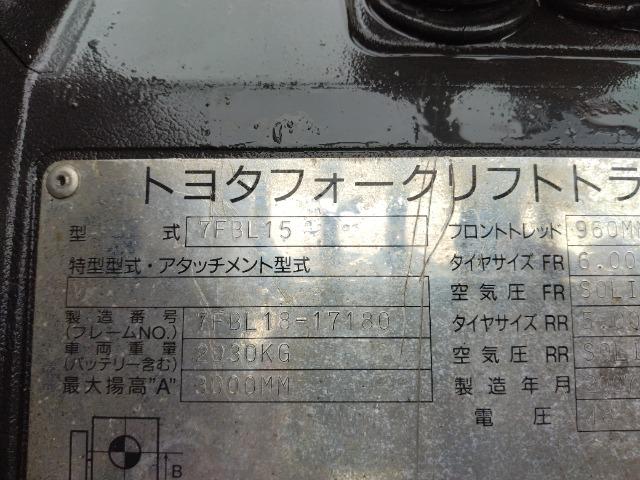 トヨタフォークリフトトラ
型 式 7FBL15
フロントトレッド 960MM
特型型式・アタッチメント型式
タイヤサイズ FR 6.00
空気圧 FR SOLI
製造番号 (フレームNO.) 7FBL18-17180
タイヤサイズ RR 5.00
車両重量 (バッテリー含む) 2930KG
空気圧 RR SOLI
最大揚高"A" 3000MM
製造年月
電圧
B